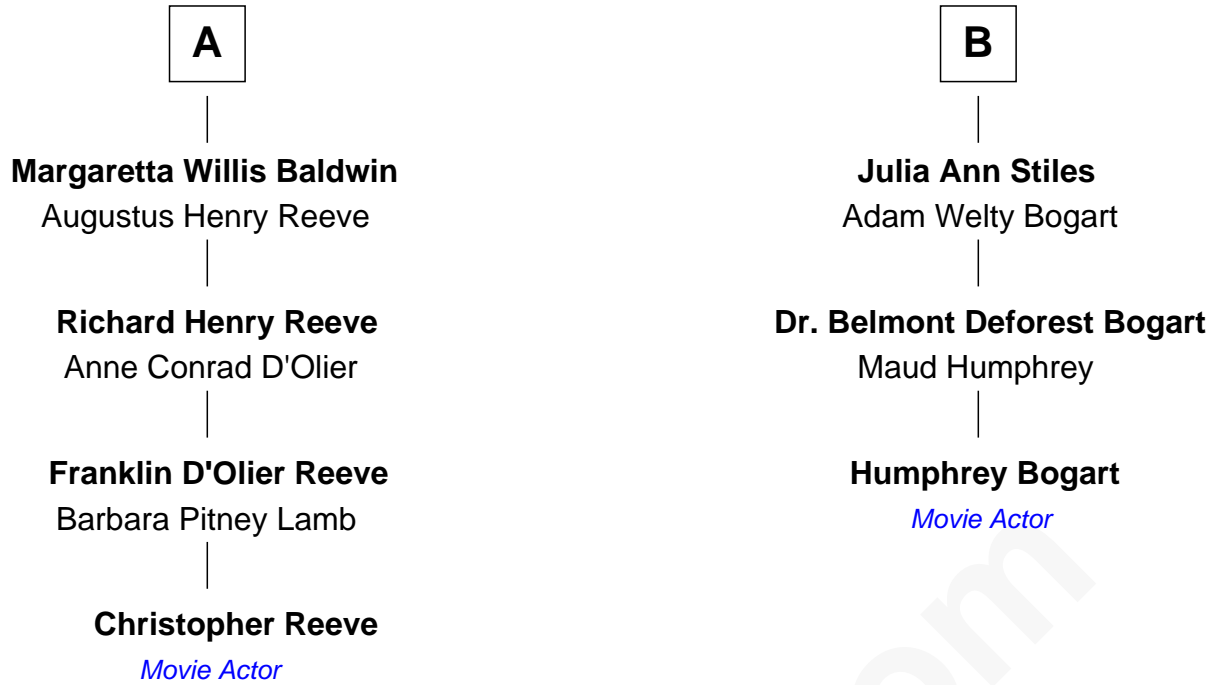 A
Margaretta Willis Baldwin
Augustus Henry Reeve
Richard Henry Reeve
Anne Conrad D'Olier
Franklin D'Olier Reeve
Barbara Pitney Lamb
Christopher Reeve
Movie Actor
B
Julia Ann Stiles
Adam Welty Bogart
Dr. Belmont Deforest Bogart
Maud Humphrey
Humphrey Bogart
Movie Actor
om